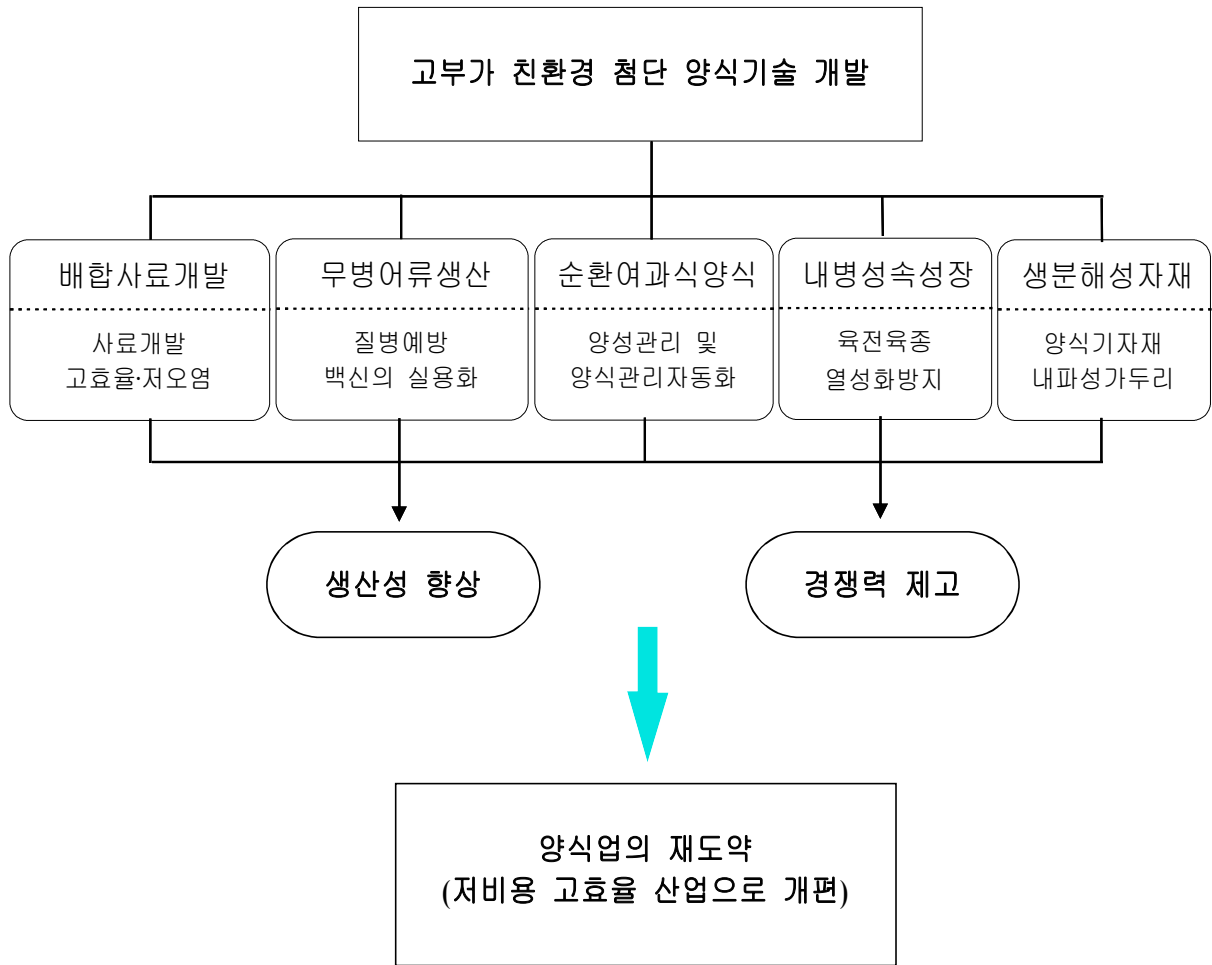 고부가 친환경 첨단 양식기술 개발
배합사료개발
사료개발
고효율·저오염
무병어류생산
질병예방
백신의 실용화
순환여과식양식
양성관리 및
양식관리자동화
내병성속성장
육전육종
열성화방지
생분해성자재
양식기자재
내파성가두리
생산성 향상
경쟁력 제고
양식업의 재도약
(저비용 고효율 산업으로 개편)